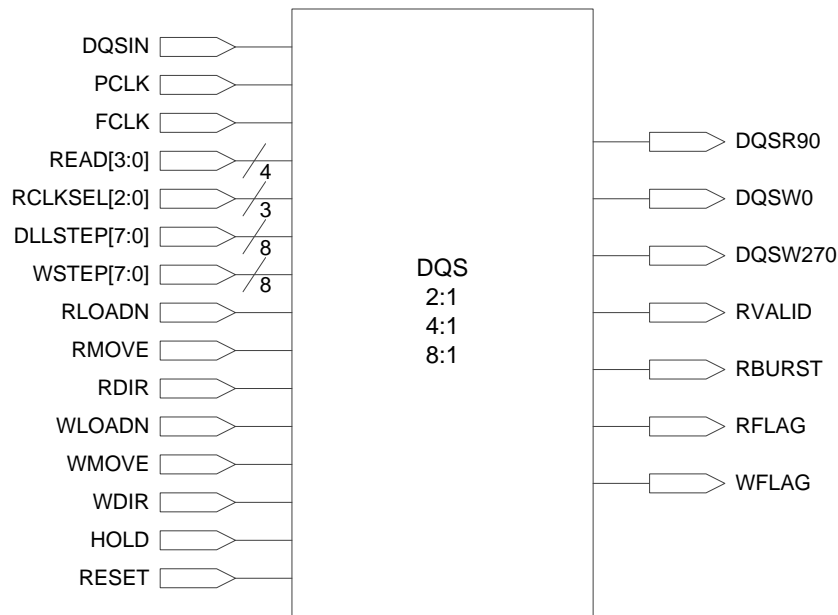 DQSIN
PCLK
FCLK
READ[3:0]
4
RCLKSEL[2:0]
3
DLLSTEP[7:0]
8
WSTEP[7:0]
8
RLOADN
RMOVE
RDIR
WLOADN
WMOVE
WDIR
HOLD
RESET
DQS
2:1
4:1
8:1
DQSR90
DQSW0
DQSW270
RVALID
RBURST
RFLAG
WFLAG